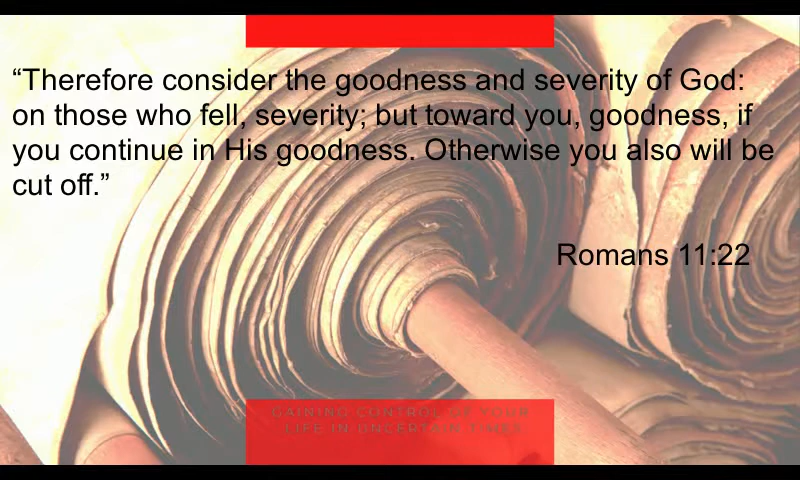 “Therefore consider the goodness and severity of God:
on those who fell, severity; but toward you, goodness, if
you continue in His goodness. Otherwise you also will be
cut off.”
Romans 11:22
GAINING CONTROL OF YOUR
LIFE IN UNCERTAIN TIMES